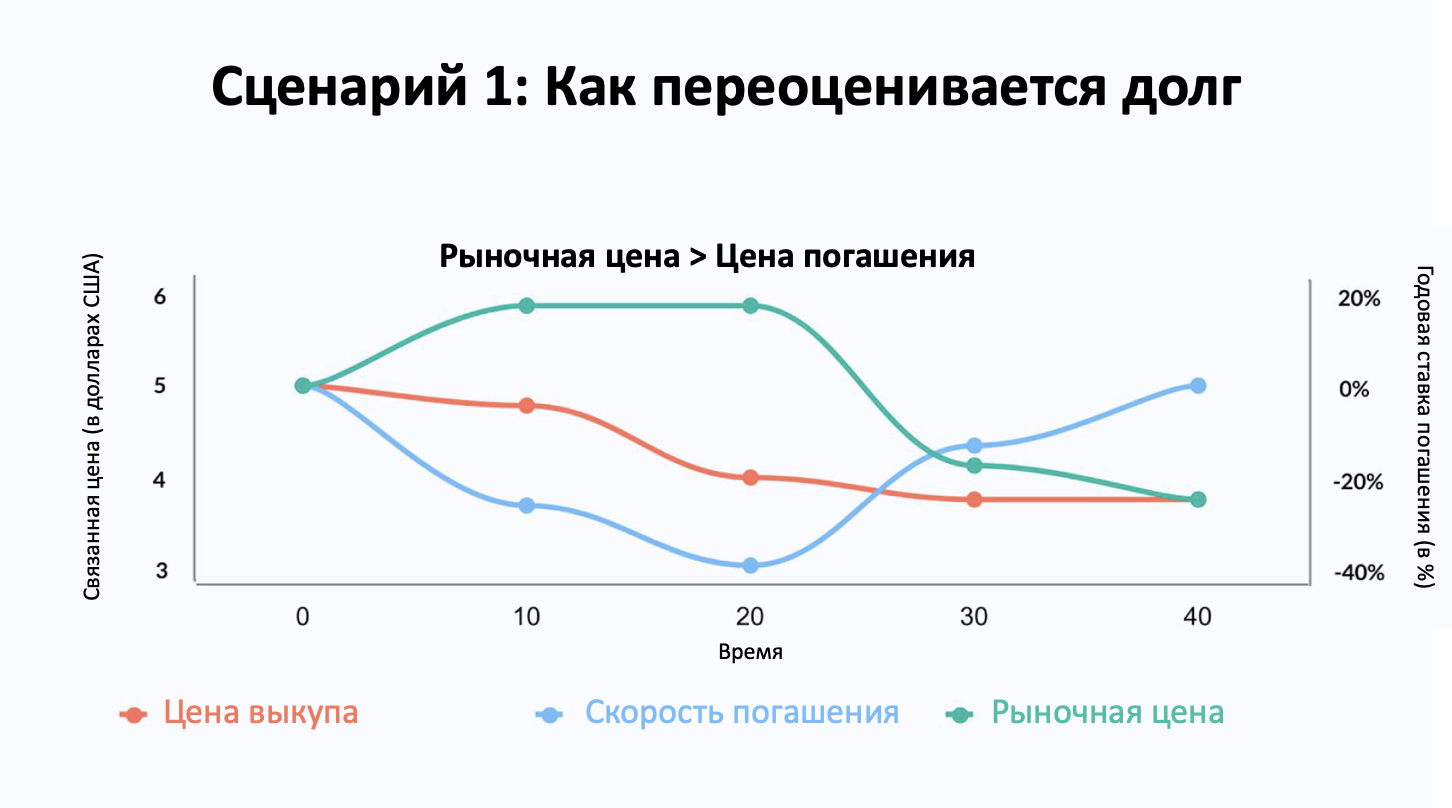 Сценарий 1: Как переоценивается долг
Рыночная цена > Цена погашения
Связанная цена (в долларах США)
6
5
4
3
20%
0%
-20%
-40%
Годовая ставка погашения (в %)
0 10 20 30 40
Время
Цена выкупа Скорость погашения Рыночная цена